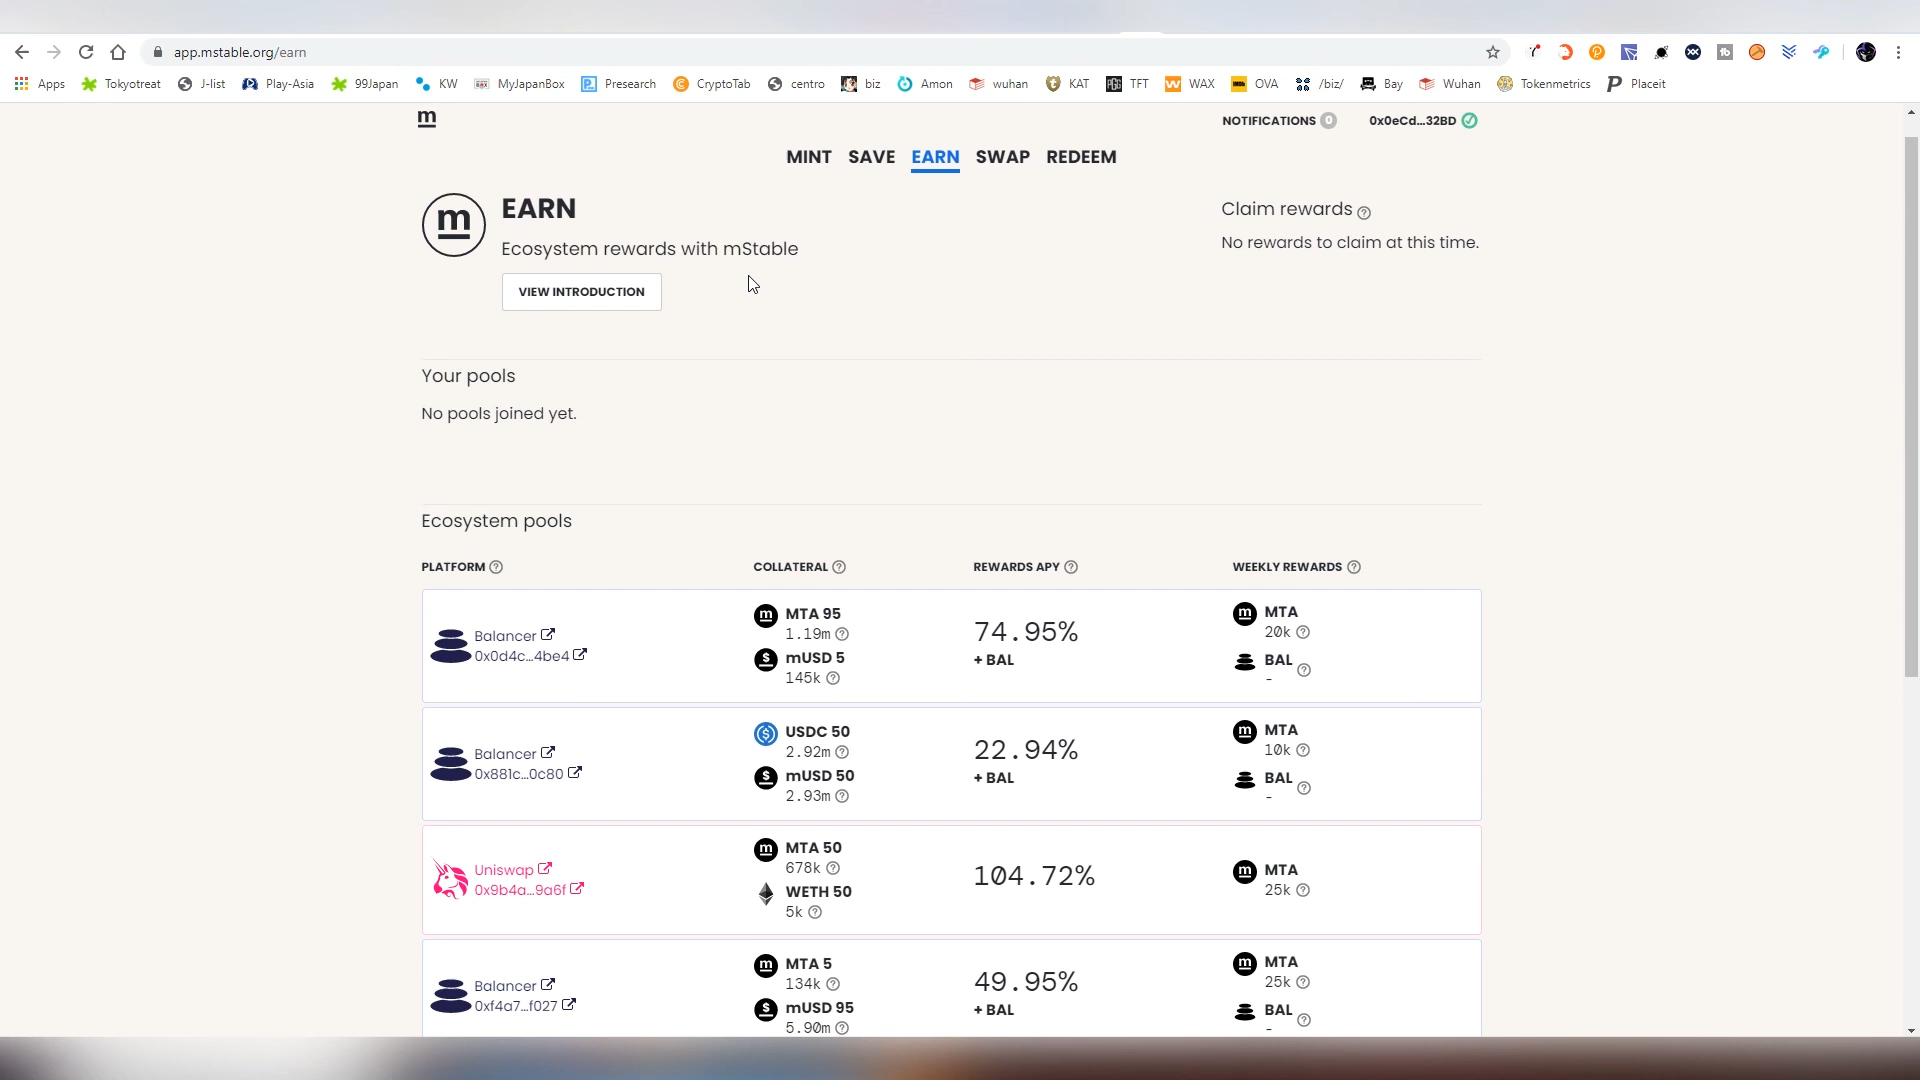 app.mstable.org/earn
Apps Tokyotreat J-list Play-Asia 99Japan KW MyJapanBox Presearch CryptoTab centro biz Amon wuhan KAT TFT WAX OVA /biz/ Bay Wuhan Tokenmetrics Placeit
m NOTIFICATIONS 0 0x0eCd...32BD
MINT SAVE EARN SWAP REDEEM
m EARN
Ecosystem rewards with mStable
VIEW INTRODUCTION
Claim rewards ?
No rewards to claim at this time.
Your pools
No pools joined yet.
Ecosystem pools
PLATFORM ? COLLATERAL ? REWARDS APY ? WEEKLY REWARDS ?
Balancer
0x0d4c...4be4
m MTA 95
1.19m ?
$ mUSD 5
145k ?
74.95%
+ BAL
m MTA
20k ?
BAL ?
-
Balancer
0x881c...0c80
$ USDC 50
2.92m ?
$ mUSD 50
2.93m ?
22.94%
+ BAL
m MTA
10k ?
BAL ?
-
Uniswap
0x9b4a...9a6f
m MTA 50
678k ?
WETH 50
5k ?
104.72%
m MTA
25k ?
Balancer
0xf4a7...f027
m MTA 5
134k ?
$ mUSD 95
5.90m ?
49.95%
+ BAL
m MTA
25k ?
BAL ?
-